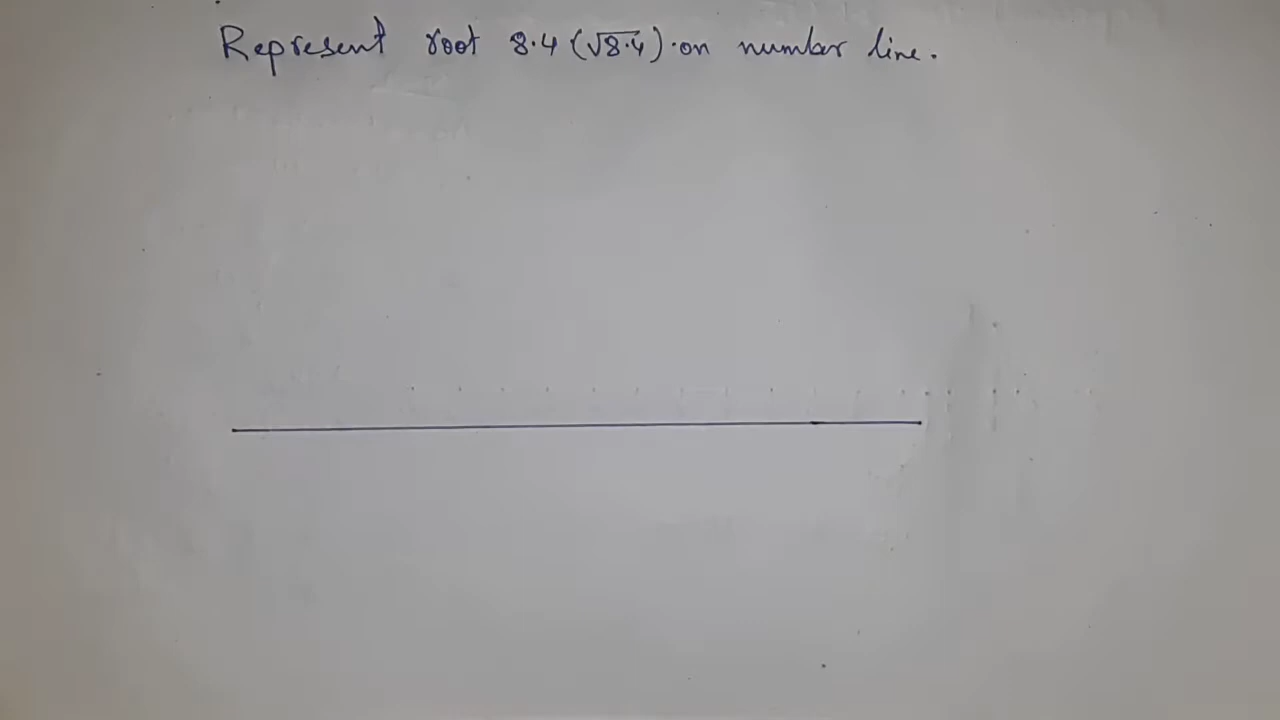 Represent root 8.4 (√8.4) on number line.